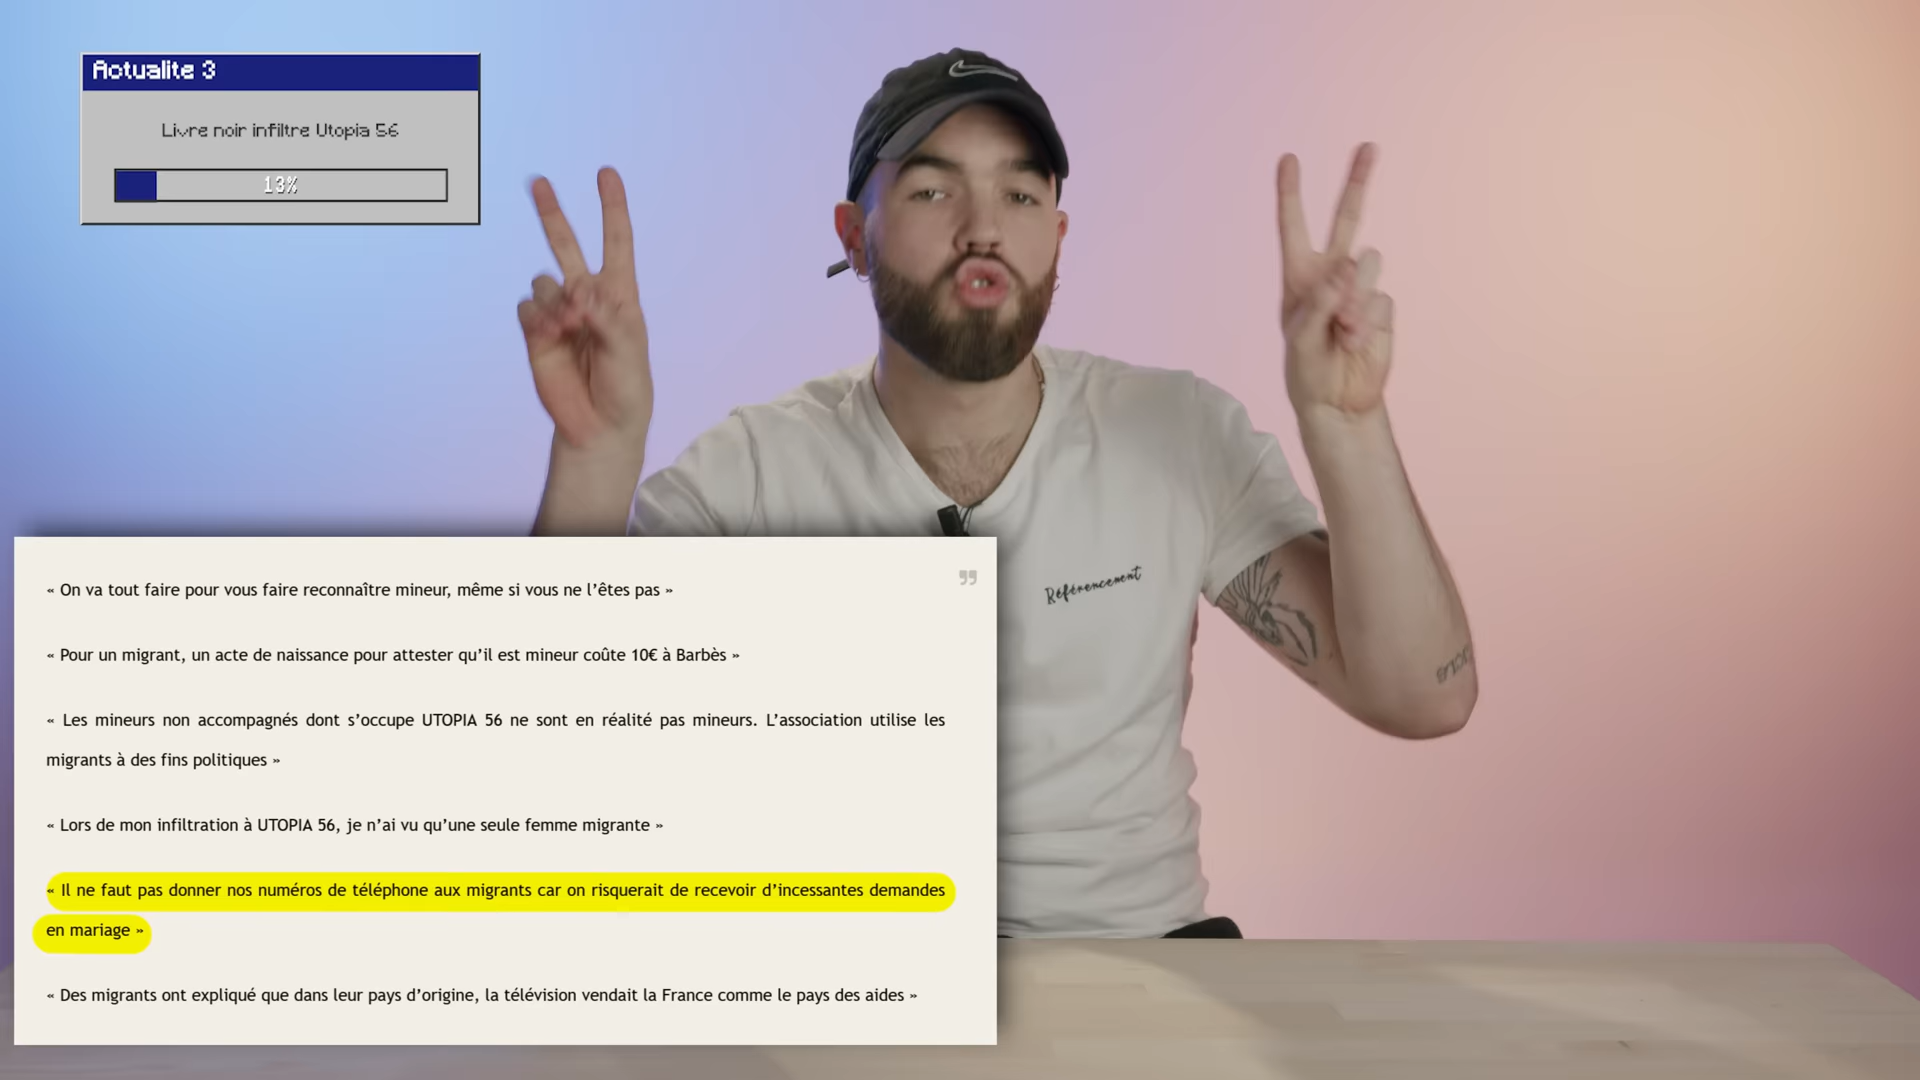 Actualite 3
Livre noir infiltre Utopia 56
13%
« On va tout faire pour vous faire reconnaître mineur, même si vous ne l’êtes pas »
« Pour un migrant, un acte de naissance pour attester qu’il est mineur coûte 10€ à Barbès »
« Les mineurs non accompagnés dont s’occupe UTOPIA 56 ne sont en réalité pas mineurs. L’association utilise les
migrants à des fins politiques »
« Lors de mon infiltration à UTOPIA 56, je n’ai vu qu’une seule femme migrante »
« Il ne faut pas donner nos numéros de téléphone aux migrants car on risquerait de recevoir d’incessantes demandes
en mariage »
« Des migrants ont expliqué que dans leur pays d’origine, la télévision vendait la France comme le pays des aides »
Référencement